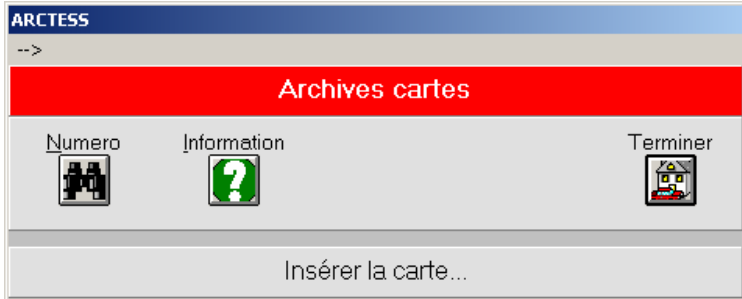 ARCTESS
-->
Archives cartes
Numero Information Terminer
Insérer la carte...